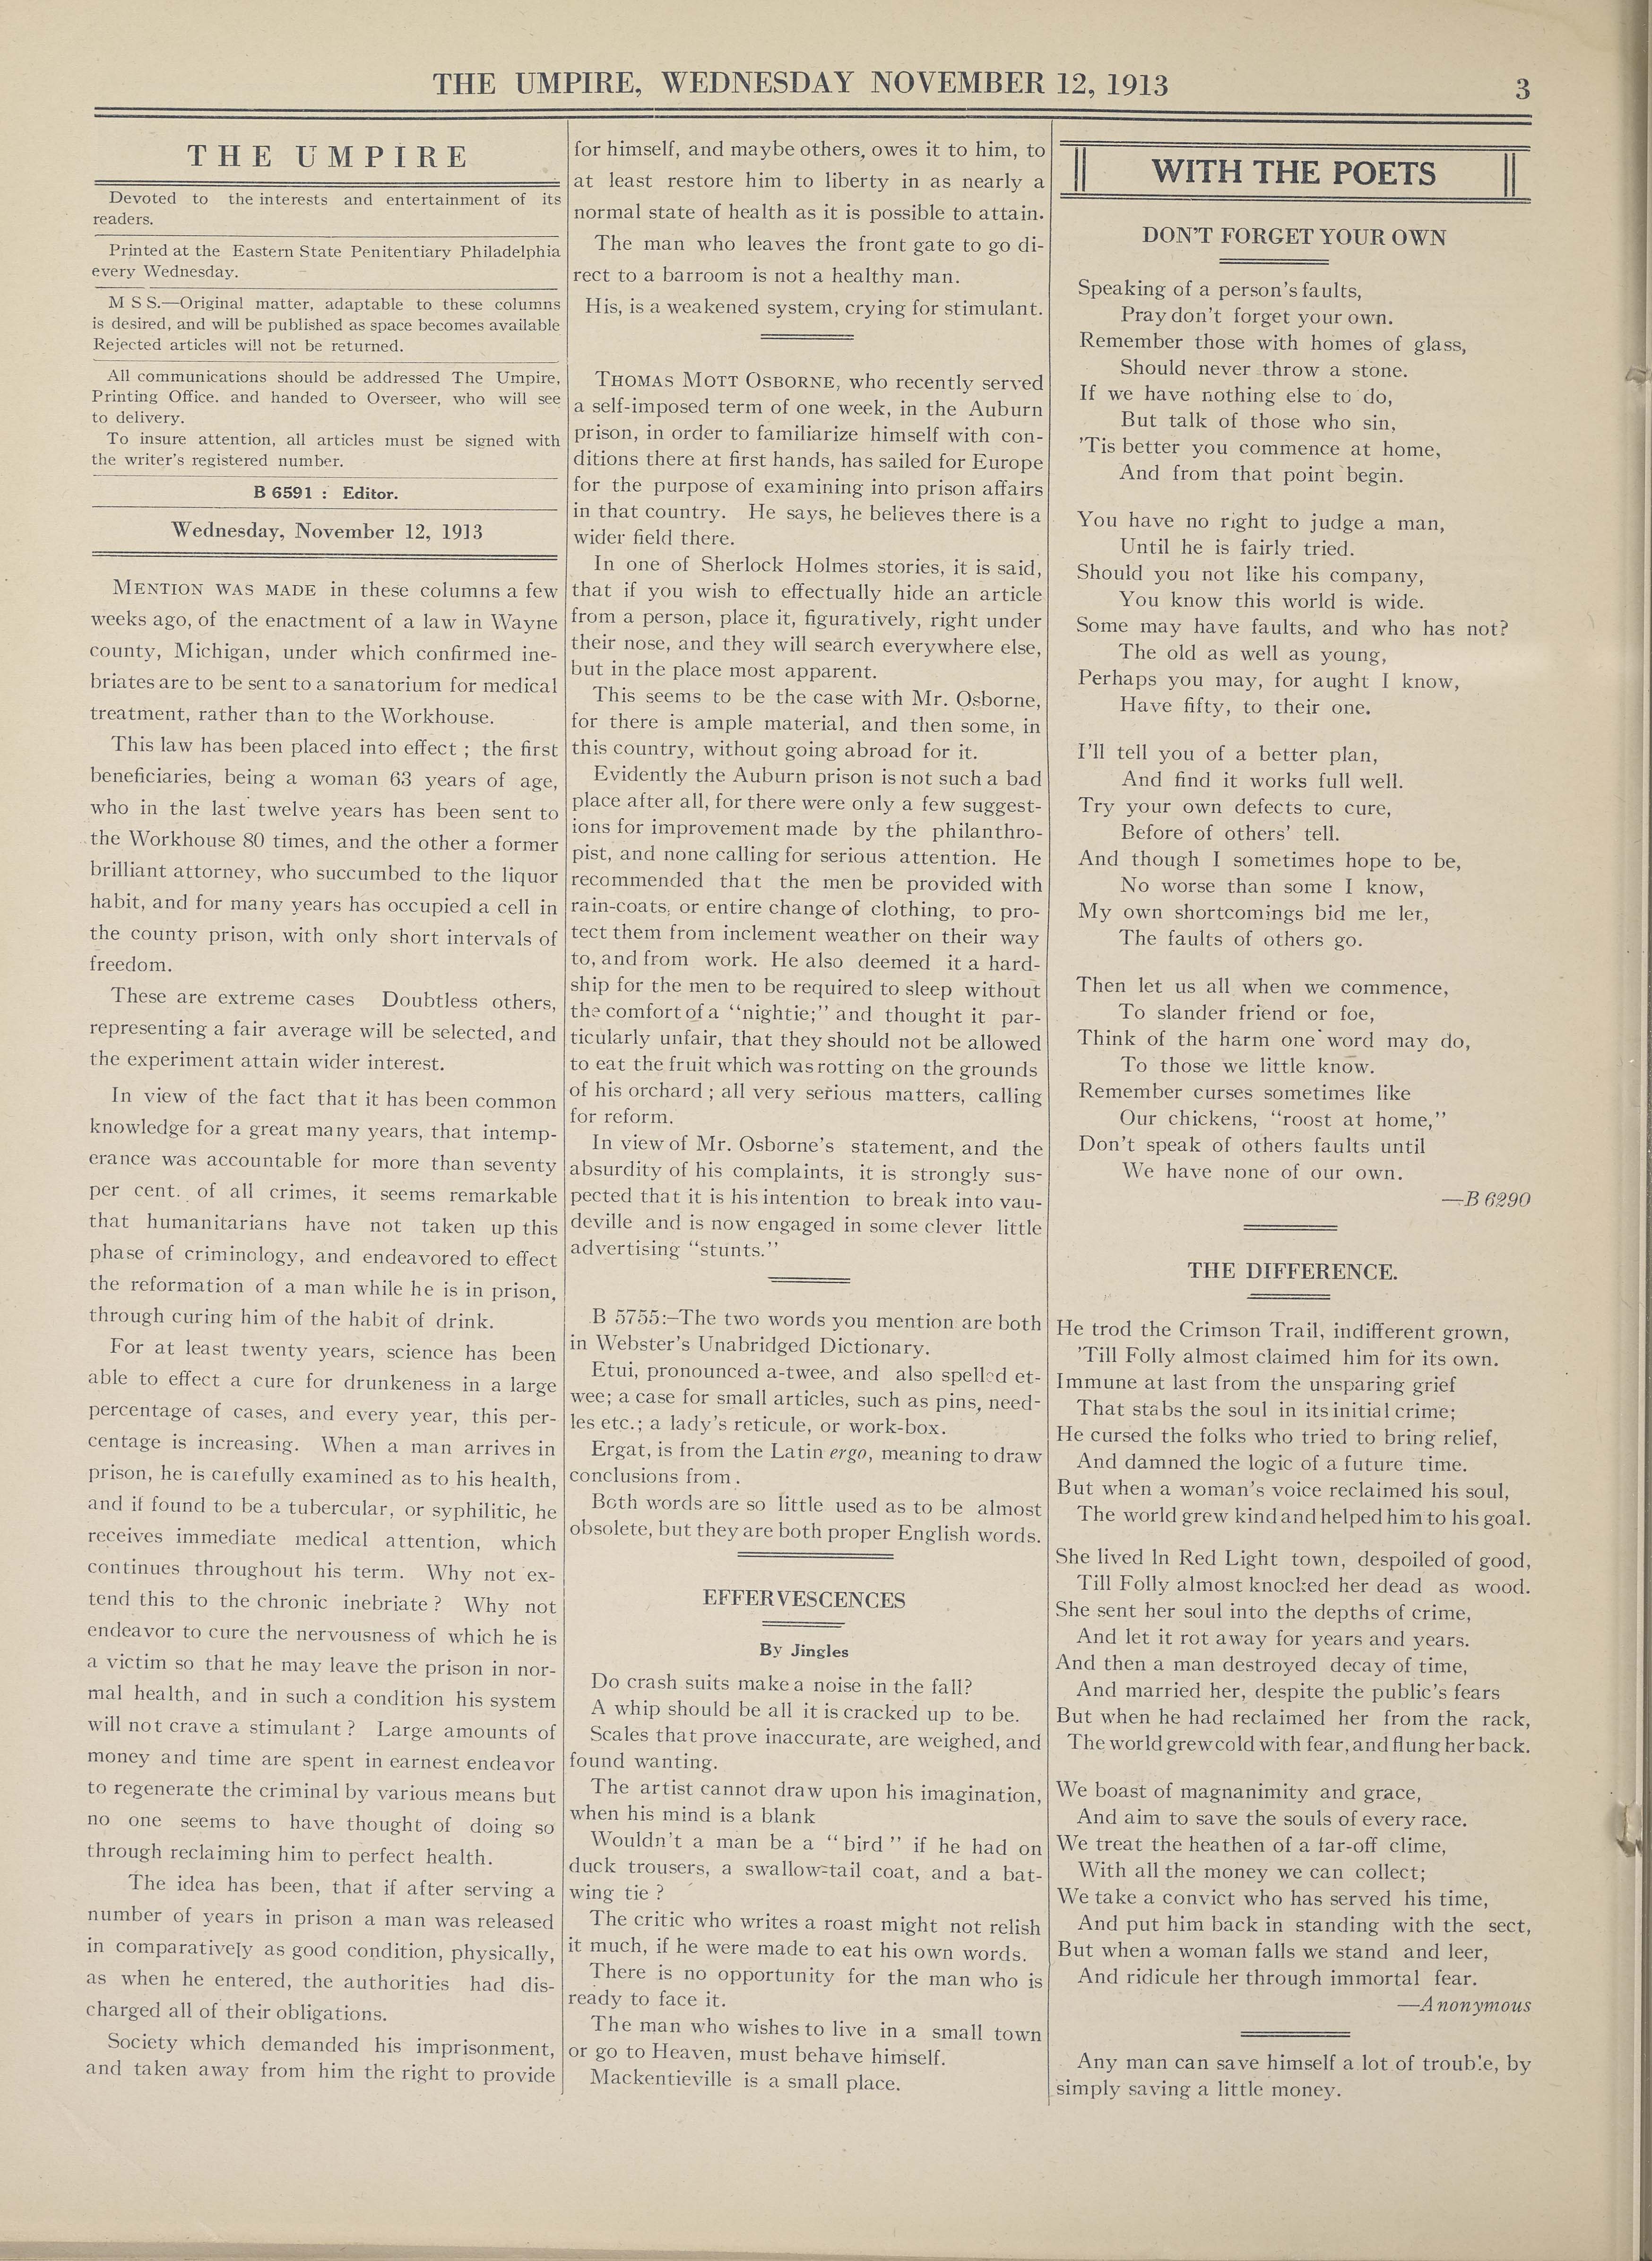 THE UMPIRE, WEDNESDAY NOVEMBER 12, 1913
3
THE UMPIRE
Devoted to the interests and entertainment of its
readers.
Printed at the Eastern State Penitentiary Philadelphia
every Wednesday.
M S S.—Original matter, adaptable to these columns
is desired, and will be published as space becomes available
Rejected articles will not be returned.
All communications should be addressed The Umpire,
Printing Office. and handed to Overseer, who will see
to delivery.
To insure attention, all articles must be signed with
the writer's registered number.
B 6591 : Editor.
Wednesday, November 12, 1913
MENTION WAS MADE in these columns a few
weeks ago, of the enactment of a law in Wayne
county, Michigan, under which confirmed ine-
briates are to be sent to a sanatorium for medical
treatment, rather than to the Workhouse.
This law has been placed into effect ; the first
beneficiaries, being a woman 63 years of age,
who in the last twelve years has been sent to
the Workhouse 80 times, and the other a former
brilliant attorney, who succumbed to the liquor
habit, and for many years has occupied a cell in
the county prison, with only short intervals of
freedom.
These are extreme cases Doubtless others,
representing a fair average will be selected, and
the experiment attain wider interest.
In view of the fact that it has been common
knowledge for a great many years, that intemp-
erance was accountable for more than seventy
per cent. of all crimes, it seems remarkable
that humanitarians have not taken up this
phase of criminology, and endeavored to effect
the reformation of a man while he is in prison,
through curing him of the habit of drink.
For at least twenty years, science has been
able to effect a cure for drunkeness in a large
percentage of cases, and every year, this per-
centage is increasing. When a man arrives in
prison, he is carefully examined as to his health,
and if found to be a tubercular, or syphilitic, he
receives immediate medical attention, which
continues throughout his term. Why not ex-
tend this to the chronic inebriate ? Why not
endeavor to cure the nervousness of which he is
a victim so that he may leave the prison in nor-
mal health, and in such a condition his system
will not crave a stimulant ? Large amounts of
money and time are spent in earnest endeavor
to regenerate the criminal by various means but
no one seems to have thought of doing so
through reclaiming him to perfect health.
The idea has been, that if after serving a
number of years in prison a man was released
in comparatively as good condition, physically,
as when he entered, the authorities had dis-
charged all of their obligations.
Society which demanded his imprisonment,
and taken away from him the right to provide
for himself, and maybe others, owes it to him, to
at least restore him to liberty in as nearly a
normal state of health as it is possible to attain.
The man who leaves the front gate to go di-
rect to a barroom is not a healthy man.
His, is a weakened system, crying for stimulant.
THOMAS MOTT OSBORNE, who recently served
a self-imposed term of one week, in the Auburn
prison, in order to familiarize himself with con-
ditions there at first hands, has sailed for Europe
for the purpose of examining into prison affairs
in that country. He says, he believes there is a
wider field there.
In one of Sherlock Holmes stories, it is said,
that if you wish to effectually hide an article
from a person, place it, figuratively, right under
their nose, and they will search everywhere else,
but in the place most apparent.
This seems to be the case with Mr. Osborne,
for there is ample material, and then some, in
this country, without going abroad for it.
Evidently the Auburn prison is not such a bad
place after all, for there were only a few suggest-
ions for improvement made by the philanthro-
pist, and none calling for serious attention. He
recommended that the men be provided with
rain-coats, or entire change of clothing, to pro-
tect them from inclement weather on their way
to, and from work. He also deemed it a hard-
ship for the men to be required to sleep without
the comfort of a "nightie;" and thought it par-
ticularly unfair, that they should not be allowed
to eat the fruit which was rotting on the grounds
of his orchard ; all very serious matters, calling
for reform.
In view of Mr. Osborne's statement, and the
absurdity of his complaints, it is strongly sus-
pected that it is his intention to break into vau-
deville and is now engaged in some clever little
advertising "stunts."
B 5755:—The two words you mention are both
in Webster's Unabridged Dictionary.
Etui, pronounced a-twee, and also spelled et-
wee; a case for small articles, such as pins, need-
les etc.; a lady's reticule, or work-box.
Ergat, is from the Latin ergo, meaning to draw
conclusions from.
Both words are so little used as to be almost
obsolete, but they are both proper English words.
EFFERVESCENCES
By Jingles
Do crash suits make a noise in the fall?
A whip should be all it is cracked up to be.
Scales that prove inaccurate, are weighed, and
found wanting.
The artist cannot draw upon his imagination,
when his mind is a blank
Wouldn't a man be a "bird" if he had on
duck trousers, a swallow=tail coat, and a bat-
wing tie ?
The critic who writes a roast might not relish
it much, if he were made to eat his own words.
There is no opportunity for the man who is
ready to face it.
The man who wishes to live in a small town
or go to Heaven, must behave himself.
Mackentieville is a small place.
WITH THE POETS
DON'T FORGET YOUR OWN
Speaking of a person's faults,
Pray don't forget your own.
Remember those with homes of glass,
Should never throw a stone.
If we have nothing else to do,
But talk of those who sin,
'Tis better you commence at home,
And from that point begin.
You have no right to judge a man,
Until he is fairly tried.
Should you not like his company,
You know this world is wide.
Some may have faults, and who has not?
The old as well as young,
Perhaps you may, for aught I know,
Have fifty, to their one.
I'll tell you of a better plan,
And find it works full well.
Try your own defects to cure,
Before of others' tell.
And though I sometimes hope to be,
No worse than some I know,
My own shortcomings bid me let,
The faults of others go.
Then let us all when we commence,
To slander friend or foe,
Think of the harm one word may do,
To those we little know.
Remember curses sometimes like
Our chickens, "roost at home,"
Don't speak of others faults until
We have none of our own.
—B 6290
THE DIFFERENCE.
He trod the Crimson Trail, indifferent grown,
'Till Folly almost claimed him for its own.
Immune at last from the unsparing grief
That stabs the soul in its initial crime;
He cursed the folks who tried to bring relief,
And damned the logic of a future time.
But when a woman's voice reclaimed his soul,
The world grew kind and helped him to his goal.
She lived In Red Light town, despoiled of good,
Till Folly almost knocked her dead as wood.
She sent her soul into the depths of crime,
And let it rot away for years and years.
And then a man destroyed decay of time,
And married her, despite the public's fears
But when he had reclaimed her from the rack,
The world grew cold with fear, and flung her back.
We boast of magnanimity and grace,
And aim to save the souls of every race.
We treat the heathen of a far-off clime,
With all the money we can collect;
We take a convict who has served his time,
And put him back in standing with the sect,
But when a woman falls we stand and leer,
And ridicule her through immortal fear.
—Anonymous
Any man can save himself a lot of trouble, by
simply saving a little money.